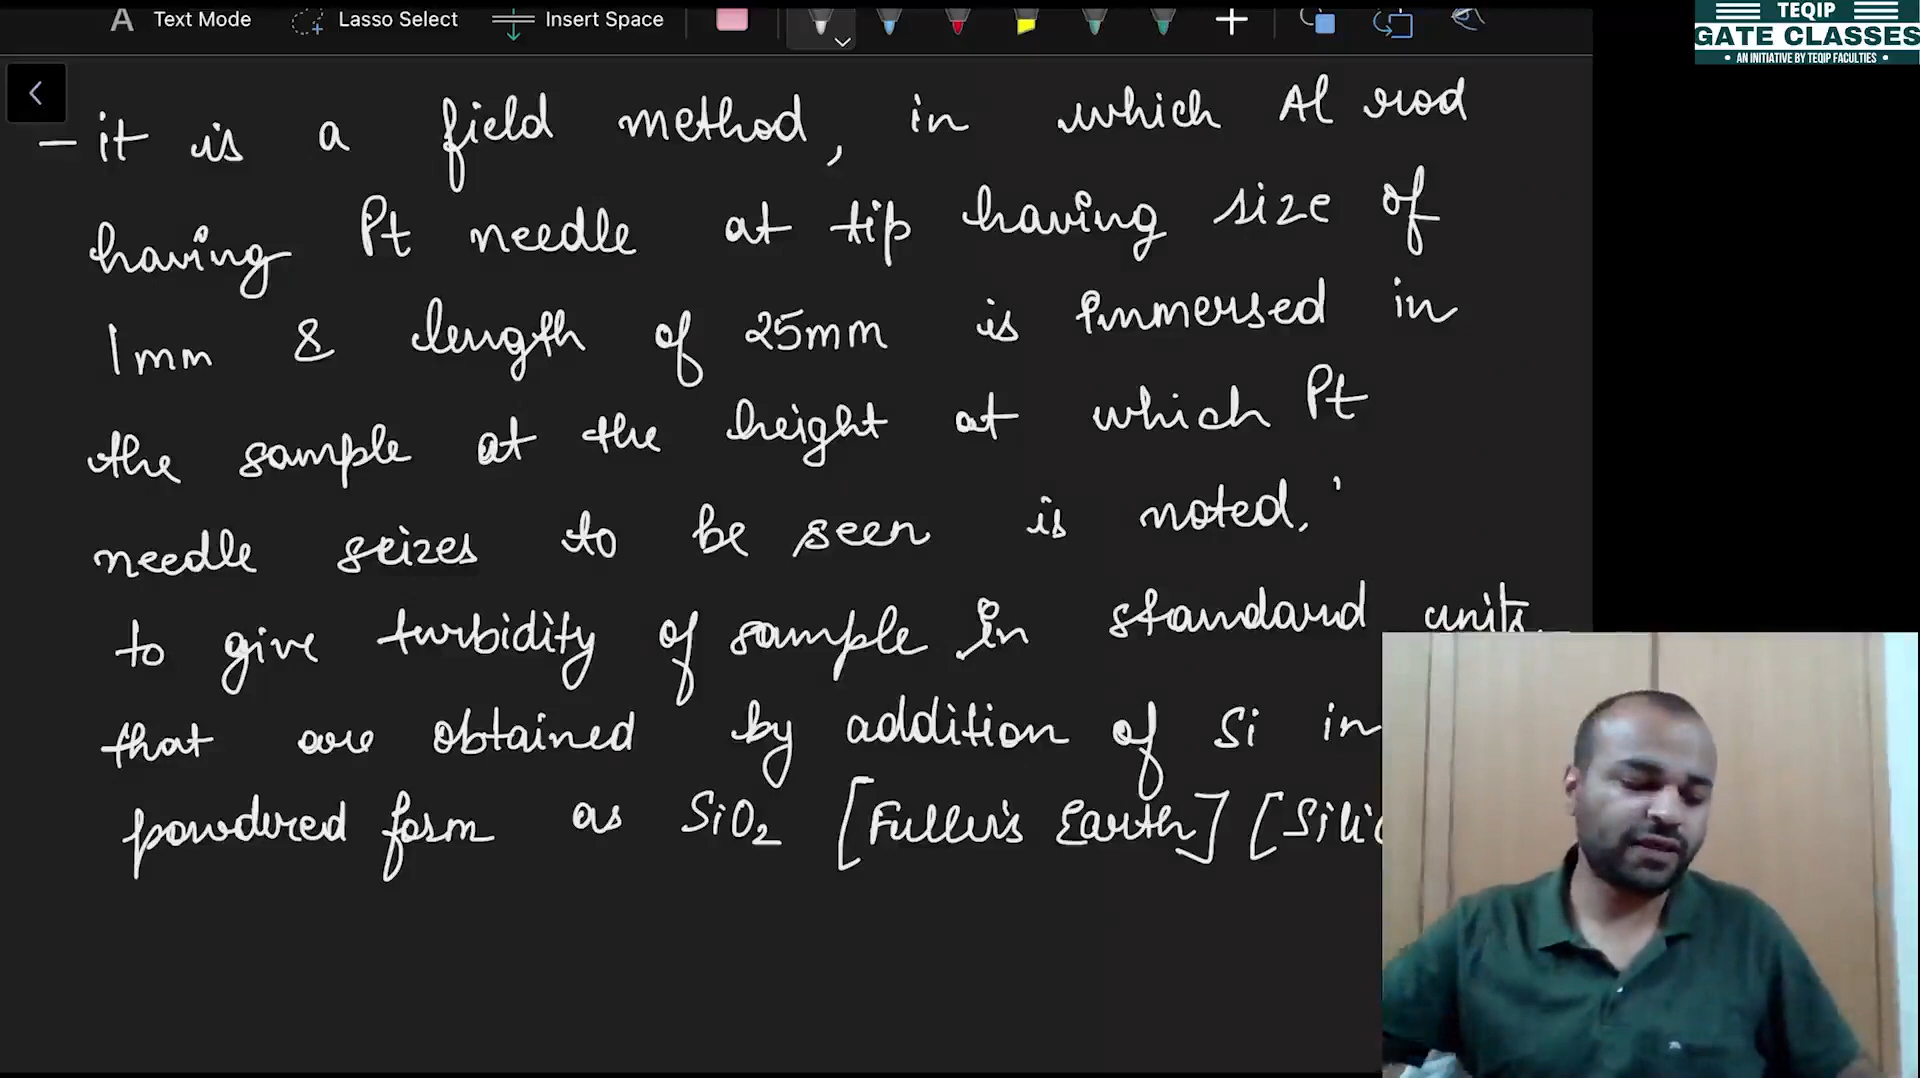 Text Mode Lasso Select Insert Space
TEQIP
GATE CLASSES
• AN INITIATIVE BY TEQIP FACULTIES •
- it is a field method, in which Al rod
having Pt needle at tip having size of
1mm & length of 25mm is immersed in
the sample at the height at which Pt
needle seizes to be seen is noted.
to give turbidity of sample in standard units
that are obtained by addition of Si in
powdered form as SiO₂ [Fuller's Earth] [Silic